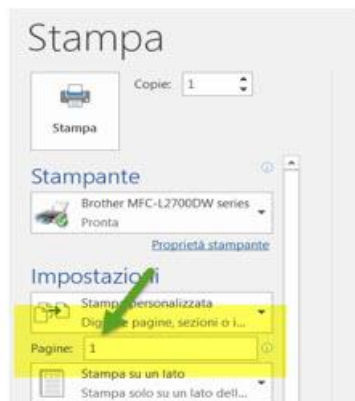 Stampa
Copie: 1
Stampa
Stampante
Brother MFC-L2700DW series
Pronta
Proprietà stampante
Impostazioni
Stampa personalizzata
pagine, sezioni o i...
Pagine: 1
Stampa su un lato
Stampa solo su un lato dell...